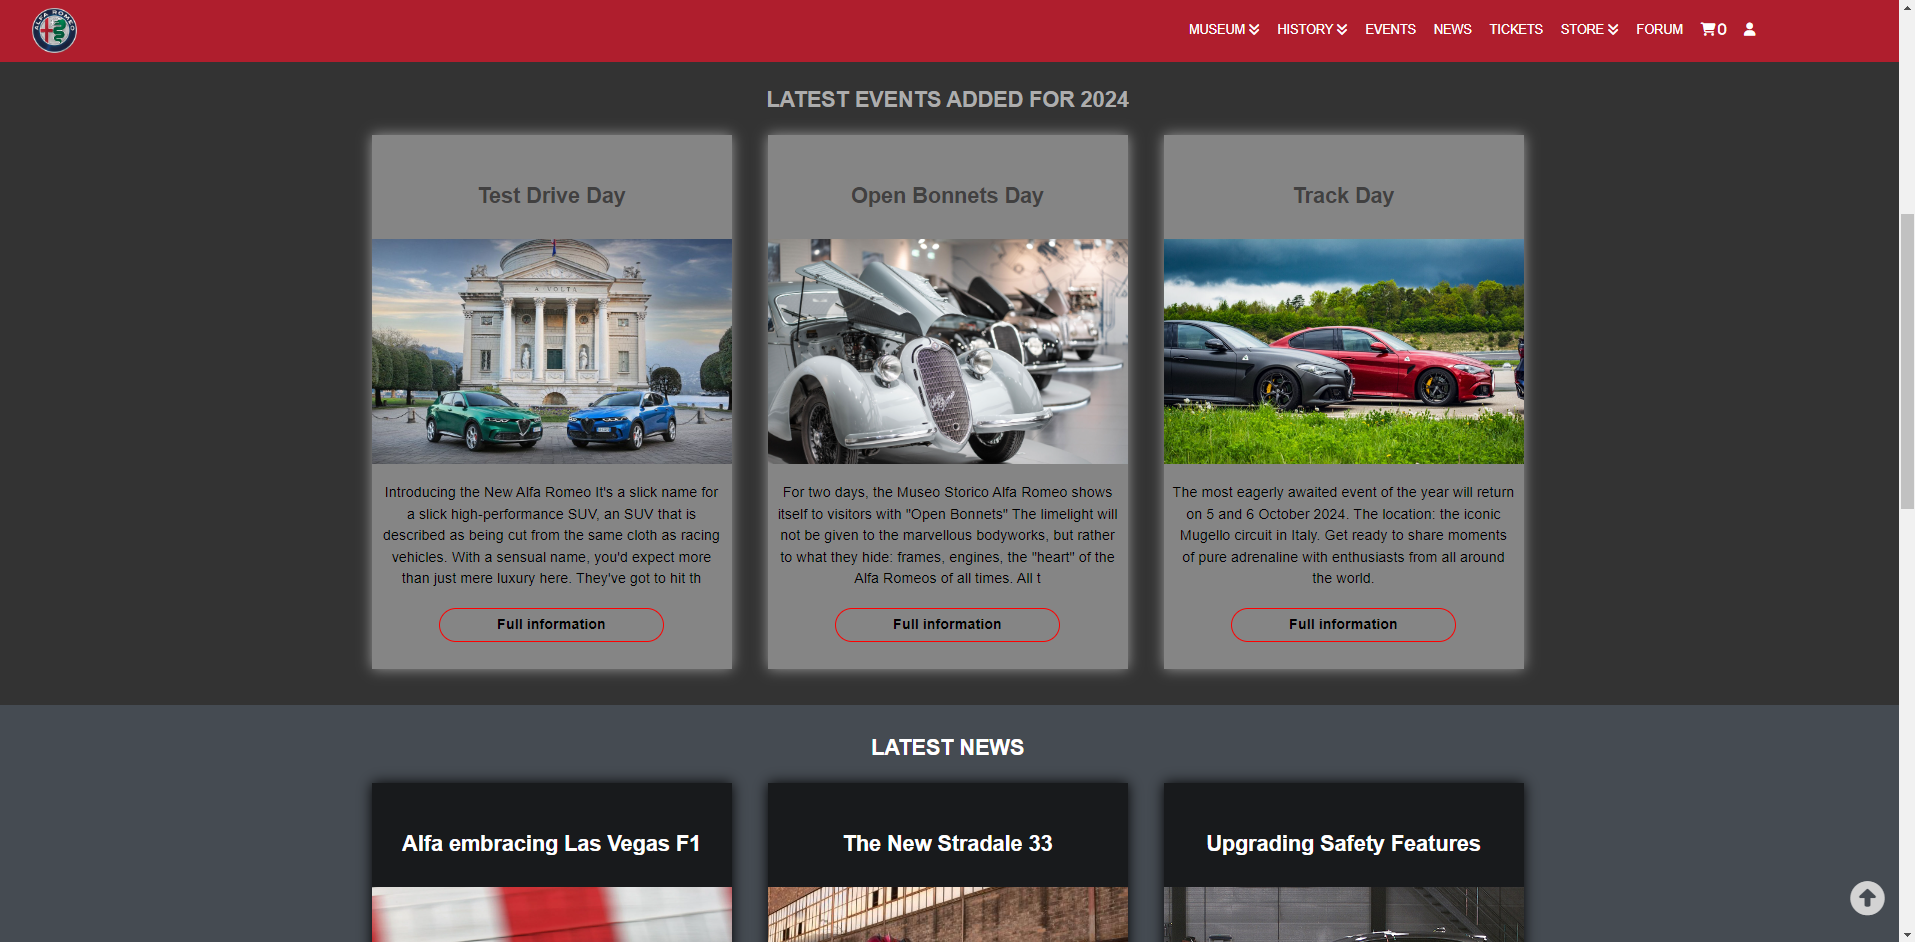 ALFA ROMEO
MUSEUM HISTORY EVENTS NEWS TICKETS STORE FORUM 0
LATEST EVENTS ADDED FOR 2024
Test Drive Day
A. VOLTA
Introducing the New Alfa Romeo It's a slick name for
a slick high-performance SUV, an SUV that is
described as being cut from the same cloth as racing
vehicles. With a sensual name, you'd expect more
than just mere luxury here. They've got to hit th
Full information
Open Bonnets Day
For two days, the Museo Storico Alfa Romeo shows
itself to visitors with "Open Bonnets" The limelight will
not be given to the marvellous bodyworks, but rather
to what they hide: frames, engines, the "heart" of the
Alfa Romeos of all times. All t
Full information
Track Day
The most eagerly awaited event of the year will return
on 5 and 6 October 2024. The location: the iconic
Mugello circuit in Italy. Get ready to share moments
of pure adrenaline with enthusiasts from all around
the world.
Full information
LATEST NEWS
Alfa embracing Las Vegas F1
The New Stradale 33
Upgrading Safety Features